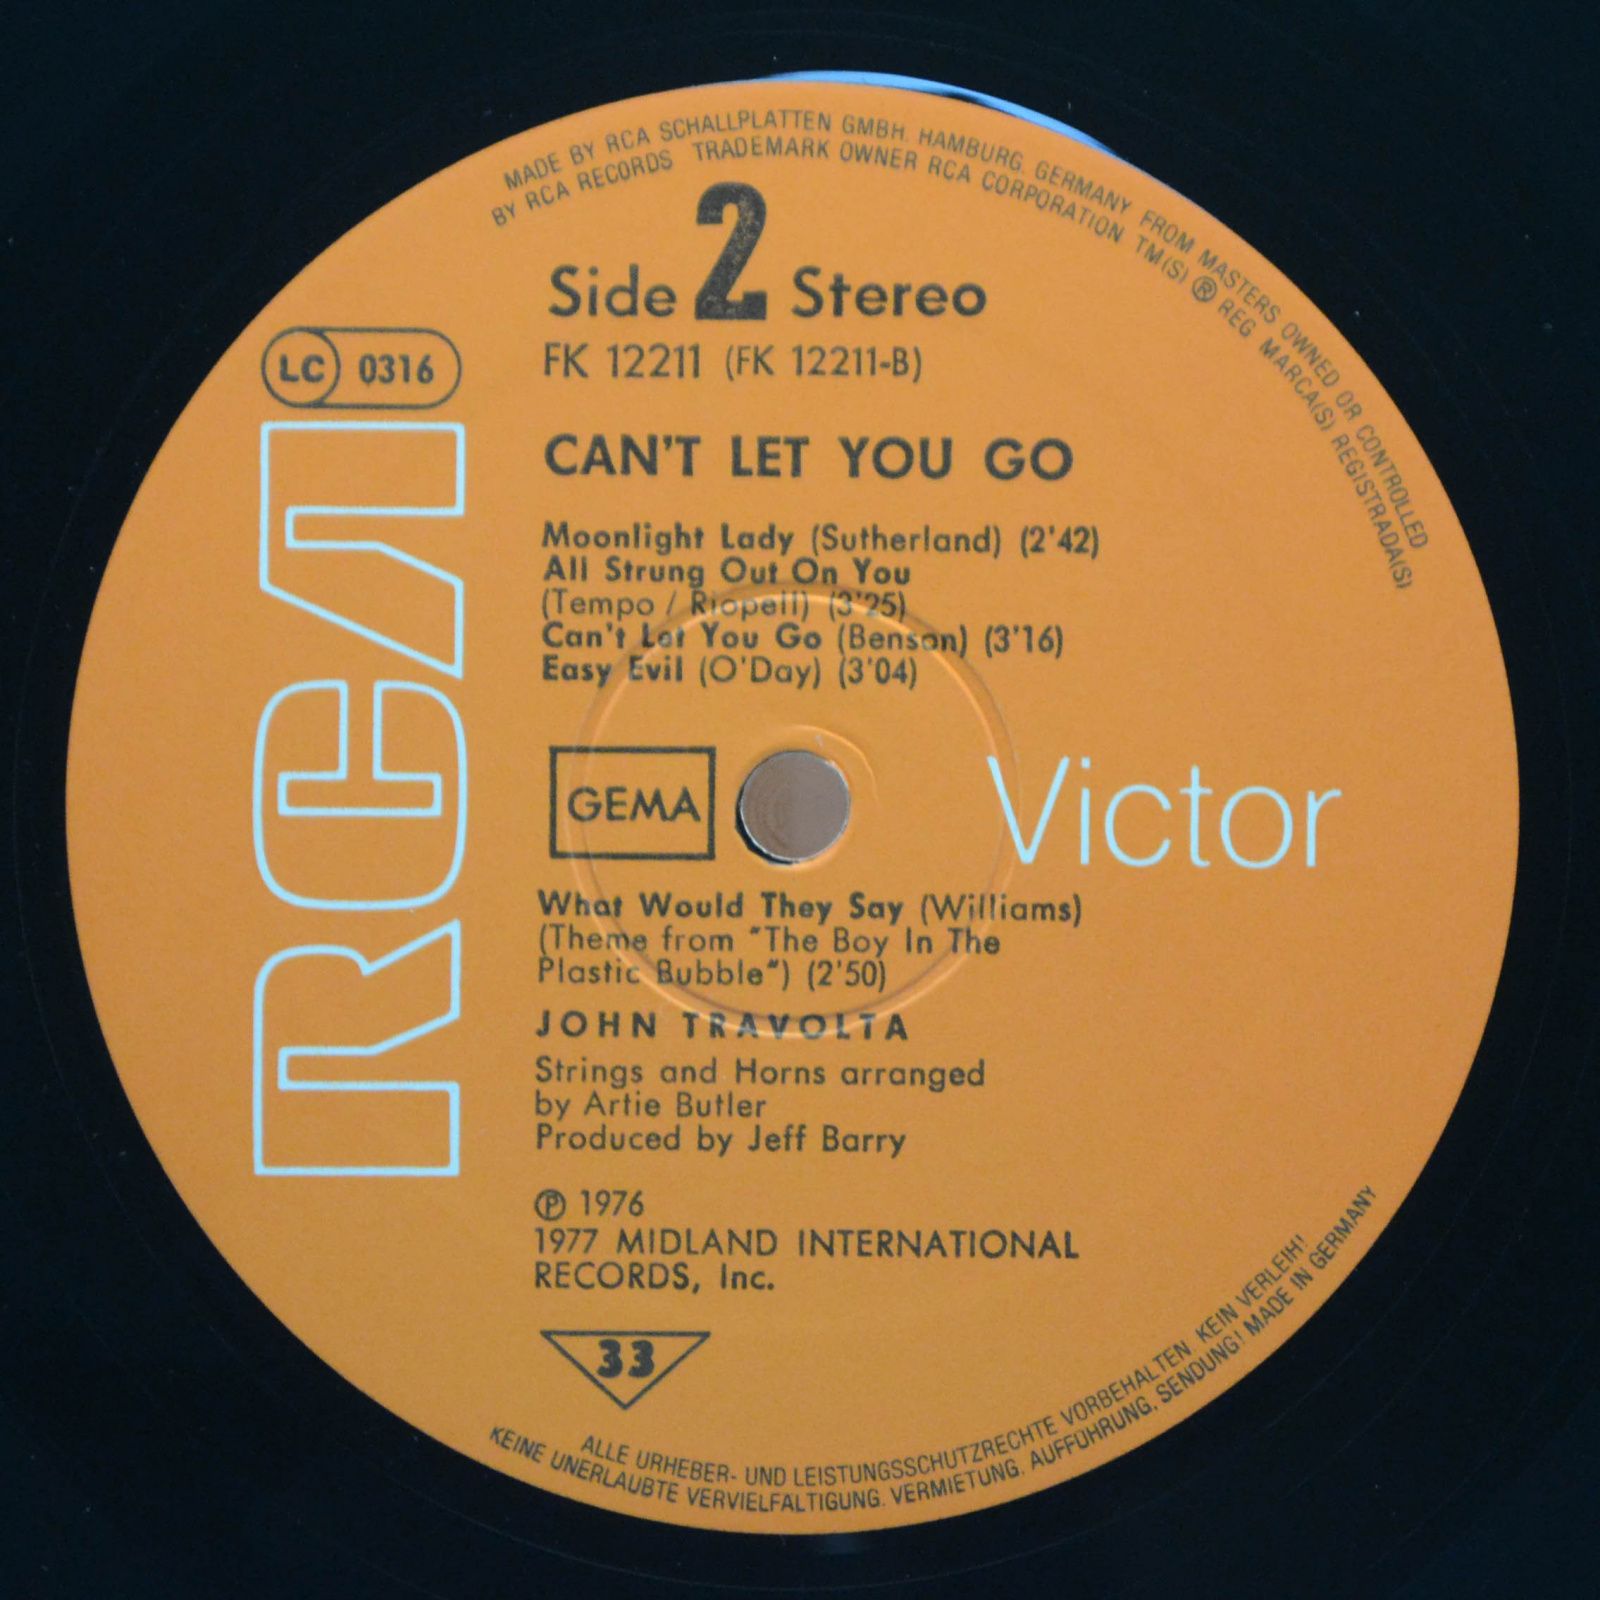 MADE BY RCA SCHALLPLATTEN GMBH. HAMBURG. GERMANY FROM MASTERS OWNED OR CONTROLLED
BY RCA RECORDS TRADEMARK OWNER RCA CORPORATION TM(S) ® REG MARCA(S) REGISTRADA(S)
Side 2 Stereo
FK 12211 (FK 12211-B)
LC 0316
RCA
CAN'T LET YOU GO
Moonlight Lady (Sutherland) (2'42)
All Strung Out On You
(Tempo / Riopell) (3'25)
Can't Let You Go (Benson) (3'16)
Easy Evil (O'Day) (3'04)
GEMA
Victor
What Would They Say (Williams)
(Theme from "The Boy In The
Plastic Bubble") (2'50)
JOHN TRAVOLTA
Strings and Horns arranged
by Artie Butler
Produced by Jeff Barry
℗ 1976
1977 MIDLAND INTERNATIONAL
RECORDS, Inc.
33
ALLE URHEBER- UND LEISTUNGSSCHUTZRECHTE VORBEHALTEN. KEIN VERLEIH!
KEINE UNERLAUBTE VERVIELFÄLTIGUNG. VERMIETUNG. AUFFÜHRUNG. SENDUNG! MADE IN GERMANY